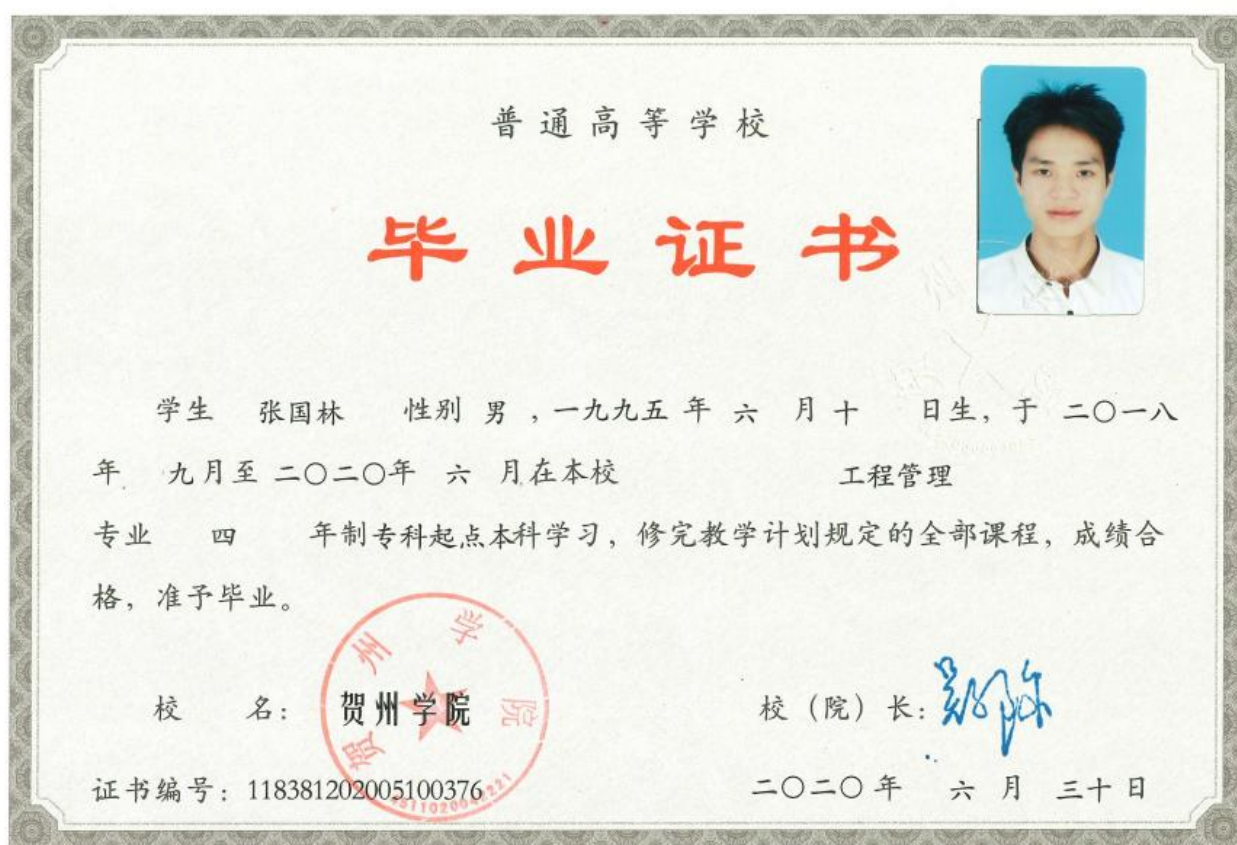 普通高等学校
毕业证书
学生 张国林 性别 男 ，一九九五 年 六 月 十 日生，于 二〇一八
年 九月至 二〇二〇年 六 月在本校 工程管理
专业 四 年制专科起点本科学习，修完教学计划规定的全部课程，成绩合
格，准予毕业。
贺州学院
校 名： 贺州学院 校（院）长：
证书编号：118381202005100376 二〇二〇年 六 月 三十日